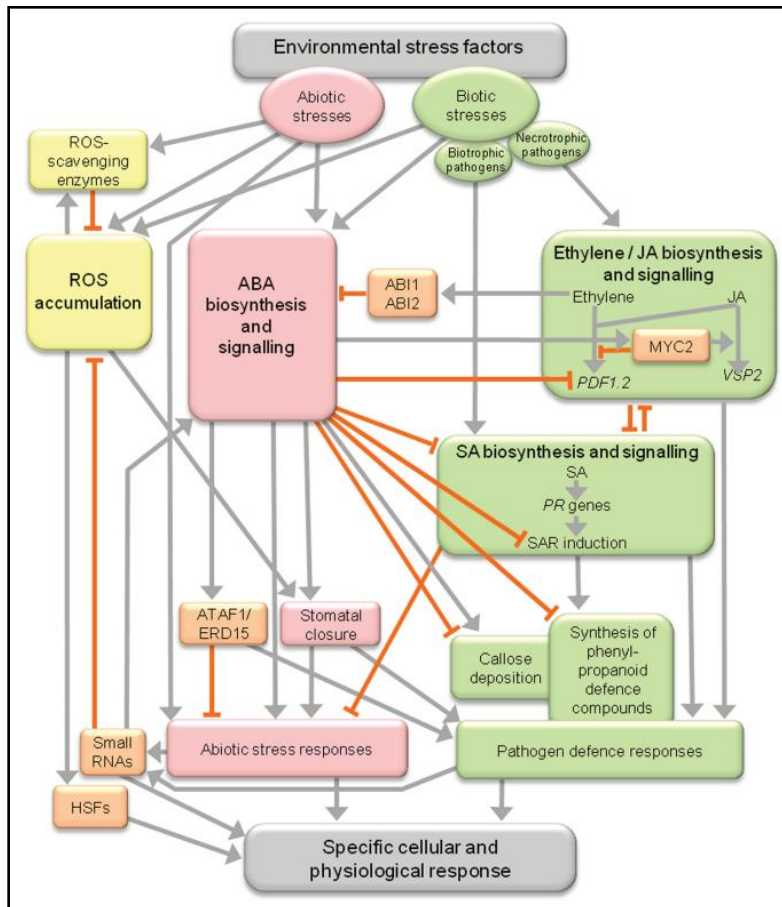 Environmental stress factors
Abiotic
stresses
Biotic
stresses
Biotrophic
pathogens
Necrotrophic
pathogens
ROS-
scavenging
enzymes
ROS
accumulation
ABA
biosynthesis
and
signalling
ABI1
ABI2
Ethylene / JA biosynthesis
and signalling
Ethylene
JA
MYC2
PDF1.2
VSP2
SA biosynthesis and signalling
SA
PR genes
SAR induction
ATAF1/
ERD15
Stomatal
closure
Callose
deposition
Synthesis of
phenyl-
propanoid
defence
compounds
Small
RNAs
Abiotic stress responses
Pathogen defence responses
HSFs
Specific cellular and
physiological response